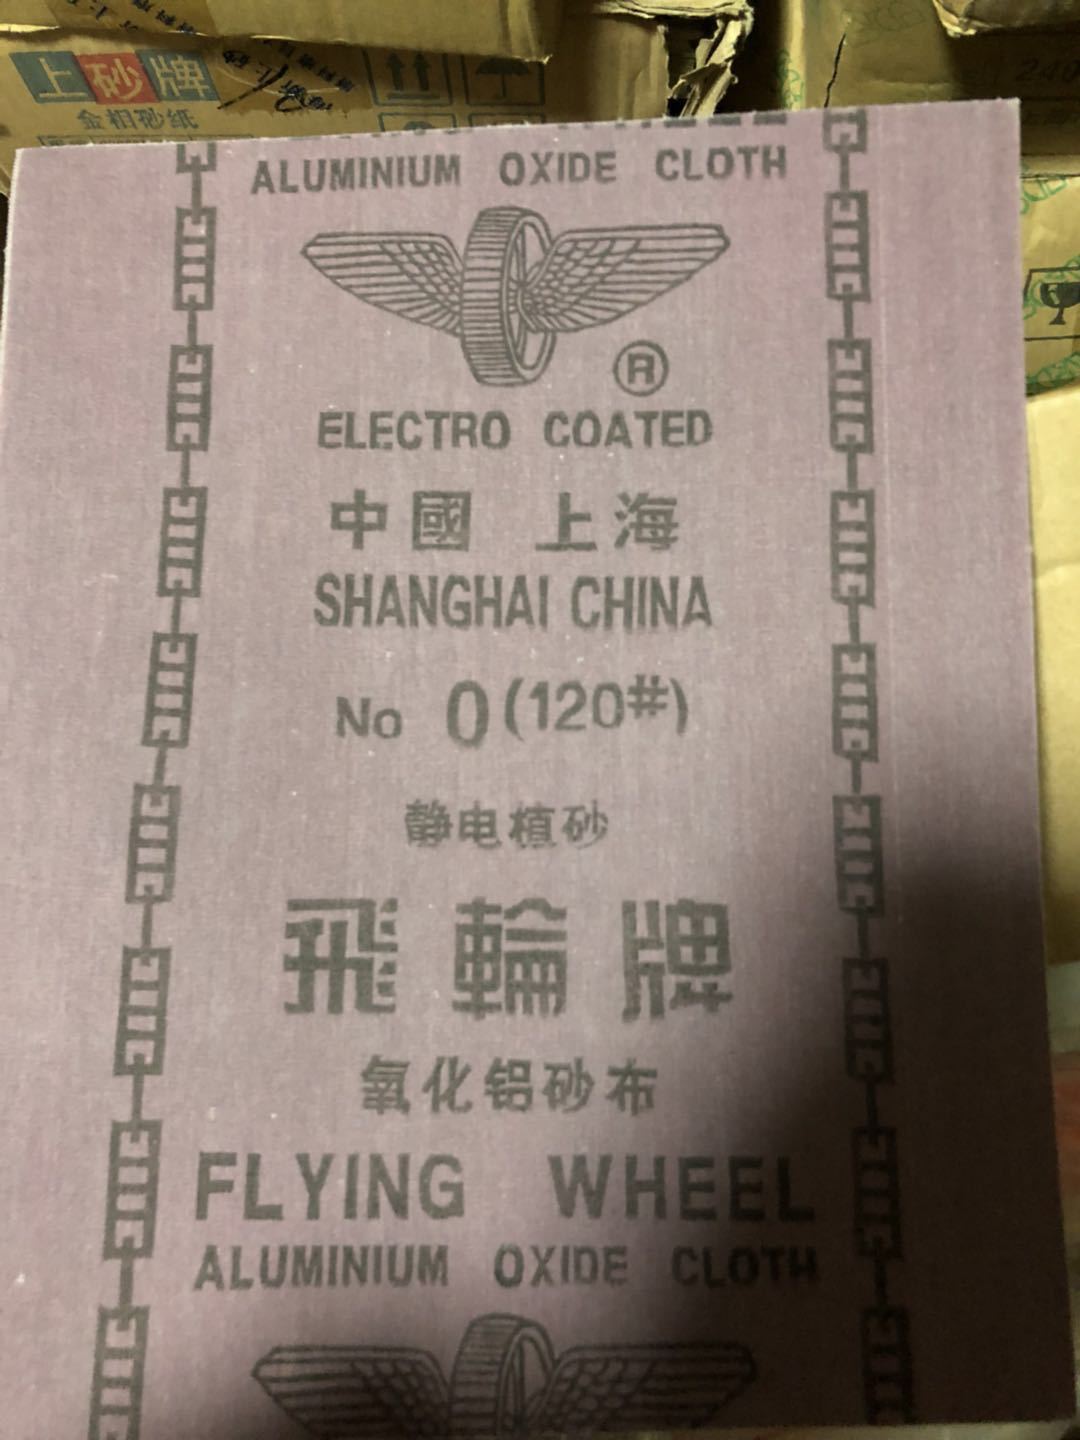 上砂牌
金相砂纸
240
ALUMINIUM OXIDE CLOTH
®
ELECTRO COATED
中國 上海
SHANGHAI CHINA
No 0(120#)
静电植砂
飛輪牌
氧化铝砂布
FLYING WHEEL
ALUMINIUM OXIDE CLOTH